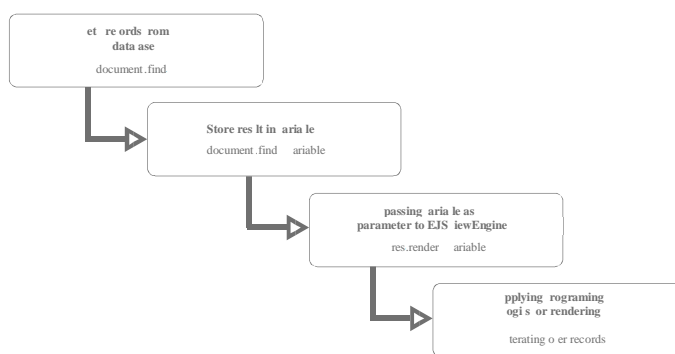 et re ords rom
data ase
document.find
Store res lt in aria le
document.find ariable
passing aria le as
parameter to EJS iewEngine
res.render ariable
pplying rograming
ogi s or rendering
terating o er records